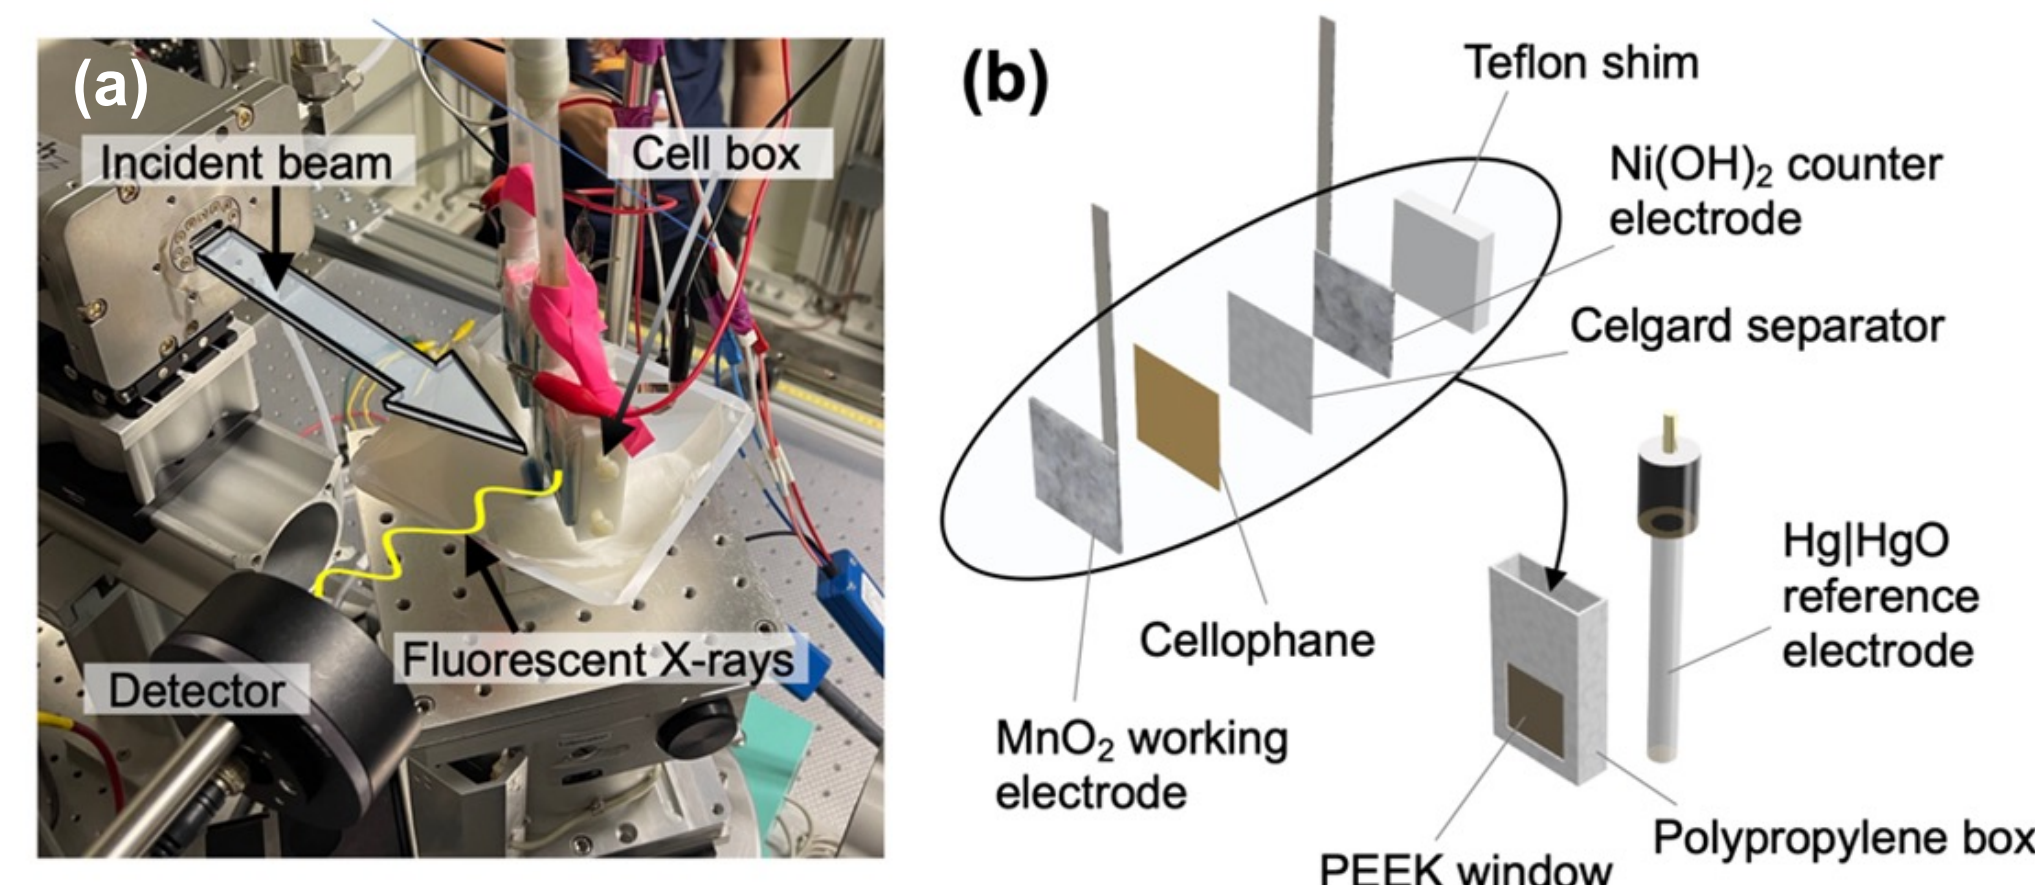 (a)
Incident beam
Cell box
Fluorescent X-rays
Detector
(b)
Teflon shim
Ni(OH)₂ counter
electrode
Celgard separator
Cellophane
MnO₂ working
electrode
Hg|HgO
reference
electrode
Polypropylene box
PEEK window